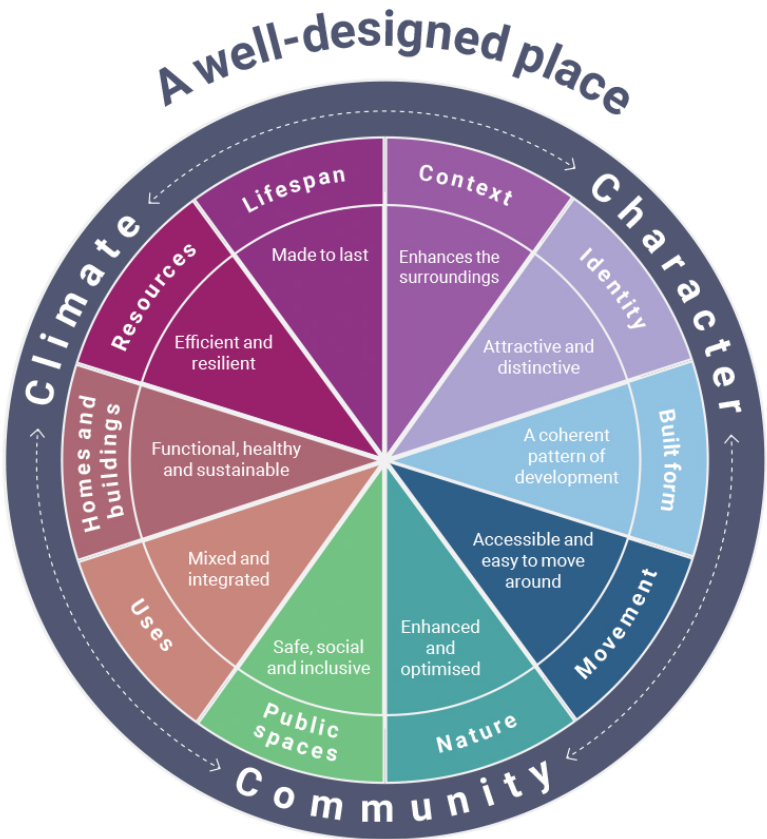 A well-designed place
Climate
Character
Community
Context
Enhances the
surroundings
Identity
Attractive and
distinctive
Built form
A coherent
pattern of
development
Movement
Accessible and
easy to move
around
Nature
Enhanced
and
optimised
Public
spaces
Safe, social
and inclusive
Uses
Mixed and
integrated
Homes and
buildings
Functional, healthy
and sustainable
Resources
Efficient and
resilient
Lifespan
Made to last